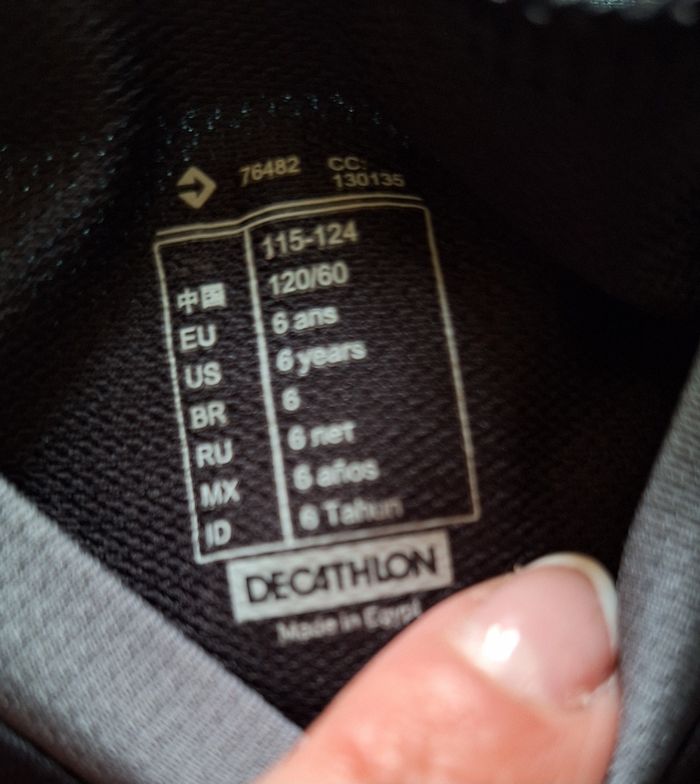 76482 CC:
130135
115-124
中国 120/60
EU 6 ans
US 6 years
BR 6
RU 6 лет
MX 6 años
ID 6 Tahun
DECATHLON
Made in Egypt